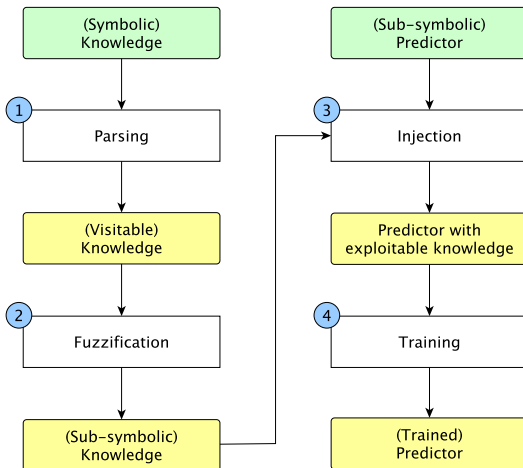 (Symbolic)
Knowledge
1
Parsing
(Visitable)
Knowledge
2
Fuzzification
(Sub-symbolic)
Knowledge
(Sub-symbolic)
Predictor
3
Injection
Predictor with
exploitable knowledge
4
Training
(Trained)
Predictor